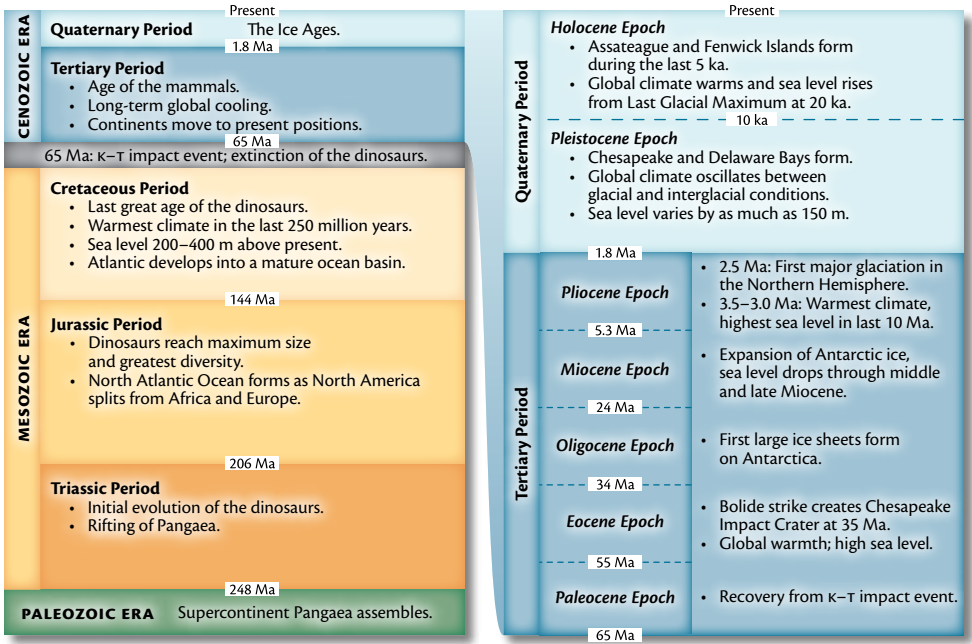 Present
CENOZOIC ERA
Quaternary Period The Ice Ages.
1.8 Ma
Tertiary Period
• Age of the mammals.
• Long-term global cooling.
• Continents move to present positions.
65 Ma
65 Ma: K–T impact event; extinction of the dinosaurs.
MESOZOIC ERA
Cretaceous Period
• Last great age of the dinosaurs.
• Warmest climate in the last 250 million years.
• Sea level 200–400 m above present.
• Atlantic develops into a mature ocean basin.
144 Ma
Jurassic Period
• Dinosaurs reach maximum size
and greatest diversity.
• North Atlantic Ocean forms as North America
splits from Africa and Europe.
206 Ma
Triassic Period
• Initial evolution of the dinosaurs.
• Rifting of Pangaea.
248 Ma
PALEOZOIC ERA Supercontinent Pangaea assembles.
Present
Quaternary Period
Holocene Epoch
• Assateague and Fenwick Islands form
during the last 5 ka.
• Global climate warms and sea level rises
from Last Glacial Maximum at 20 ka.
10 ka
Pleistocene Epoch
• Chesapeake and Delaware Bays form.
• Global climate oscillates between
glacial and interglacial conditions.
• Sea level varies by as much as 150 m.
1.8 Ma
Tertiary Period
Pliocene Epoch
• 2.5 Ma: First major glaciation in
the Northern Hemisphere.
• 3.5–3.0 Ma: Warmest climate,
highest sea level in last 10 Ma.
5.3 Ma
Miocene Epoch
• Expansion of Antarctic ice,
sea level drops through middle
and late Miocene.
24 Ma
Oligocene Epoch
• First large ice sheets form
on Antarctica.
34 Ma
Eocene Epoch
• Bolide strike creates Chesapeake
Impact Crater at 35 Ma.
• Global warmth; high sea level.
55 Ma
Paleocene Epoch
• Recovery from K–T impact event.
65 Ma